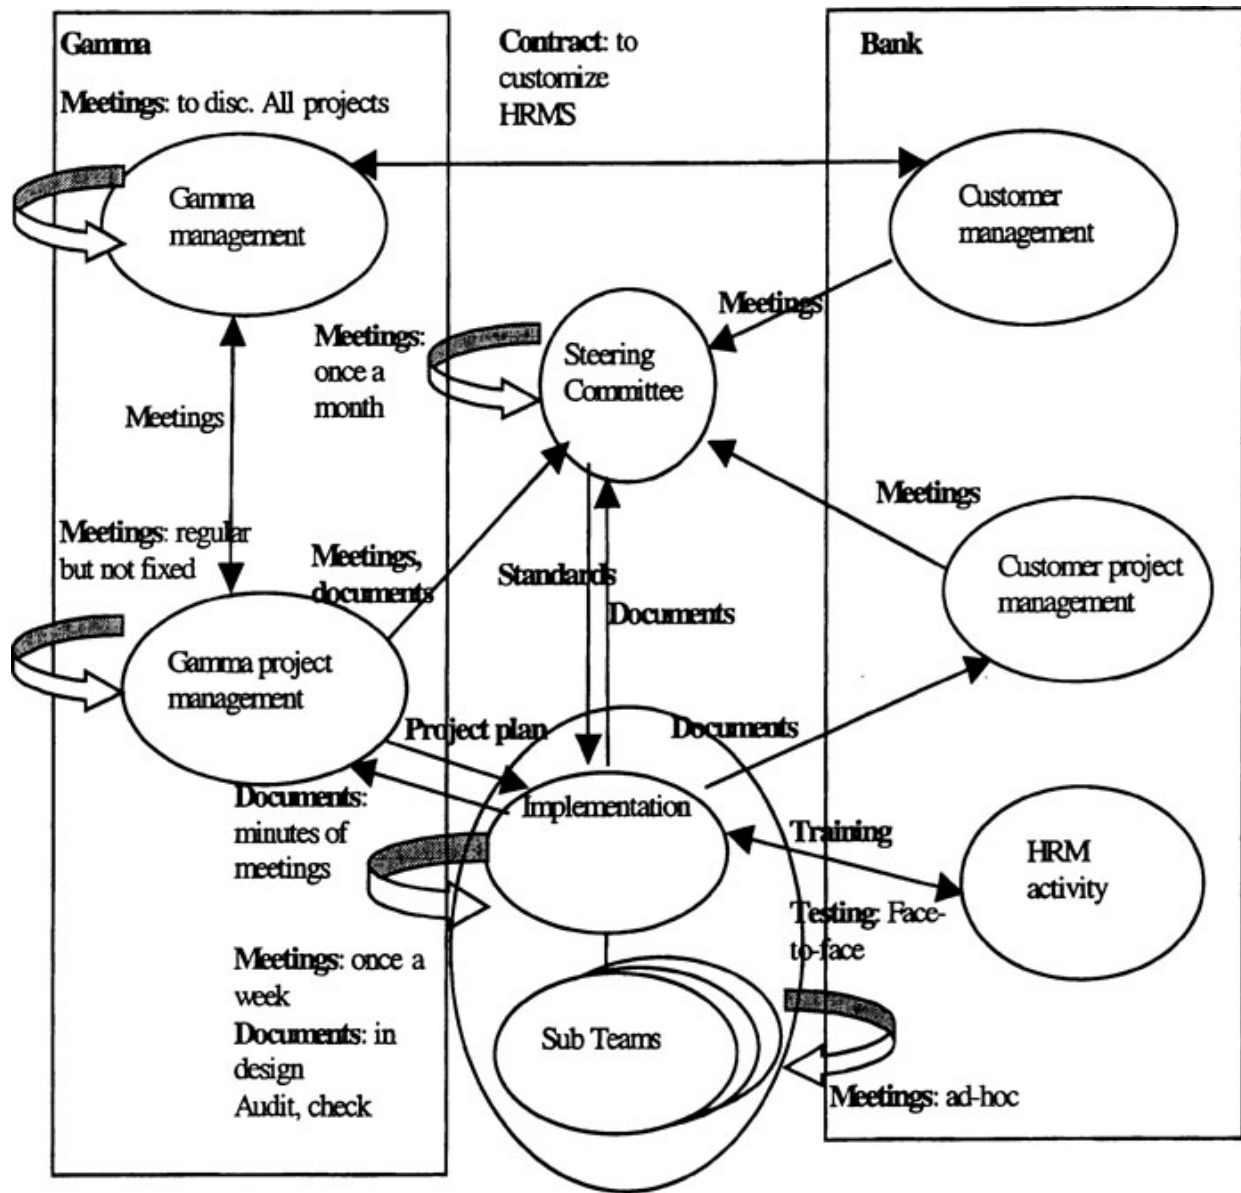 Gamma
Contract: to
customize
HRMS
Bank
Meetings: to disc. All projects
Gamma
management
Customer
management
Meetings
Meetings:
once a
month
Steering
Committee
Meetings
Meetings
Meetings: regular
but not fixed
Meetings,
documents
Standards
Documents
Customer project
management
Gamma project
management
Project plan
Documents
Documents:
minutes of
meetings
Implementation
Training
HRM
activity
Testing: Face-
to-face
Meetings: once a
week
Documents: in
design
Audit, check
Sub Teams
Meetings: ad-hoc